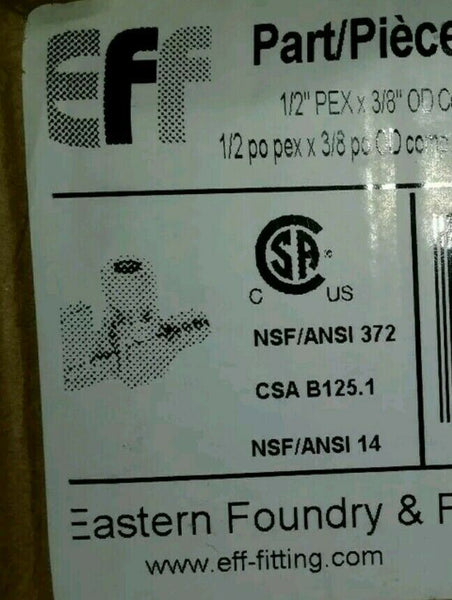 EFF
Part/Pièce
1/2" PEX x 3/8" OD
1/2 po pex x 3/8 po OD
CSA
C US
NSF/ANSI 372
CSA B125.1
NSF/ANSI 14
Eastern Foundry &
www.eff-fitting.com